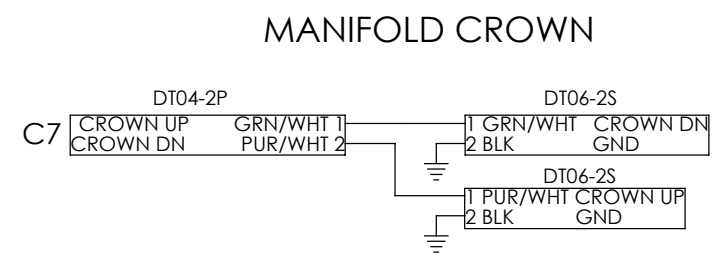 MANIFOLD CROWN
DT04-2P
C7
CROWN UP GRN/WHT 1
CROWN DN PUR/WHT 2
DT06-2S
1 GRN/WHT CROWN DN
2 BLK GND
DT06-2S
1 PUR/WHT CROWN UP
2 BLK GND